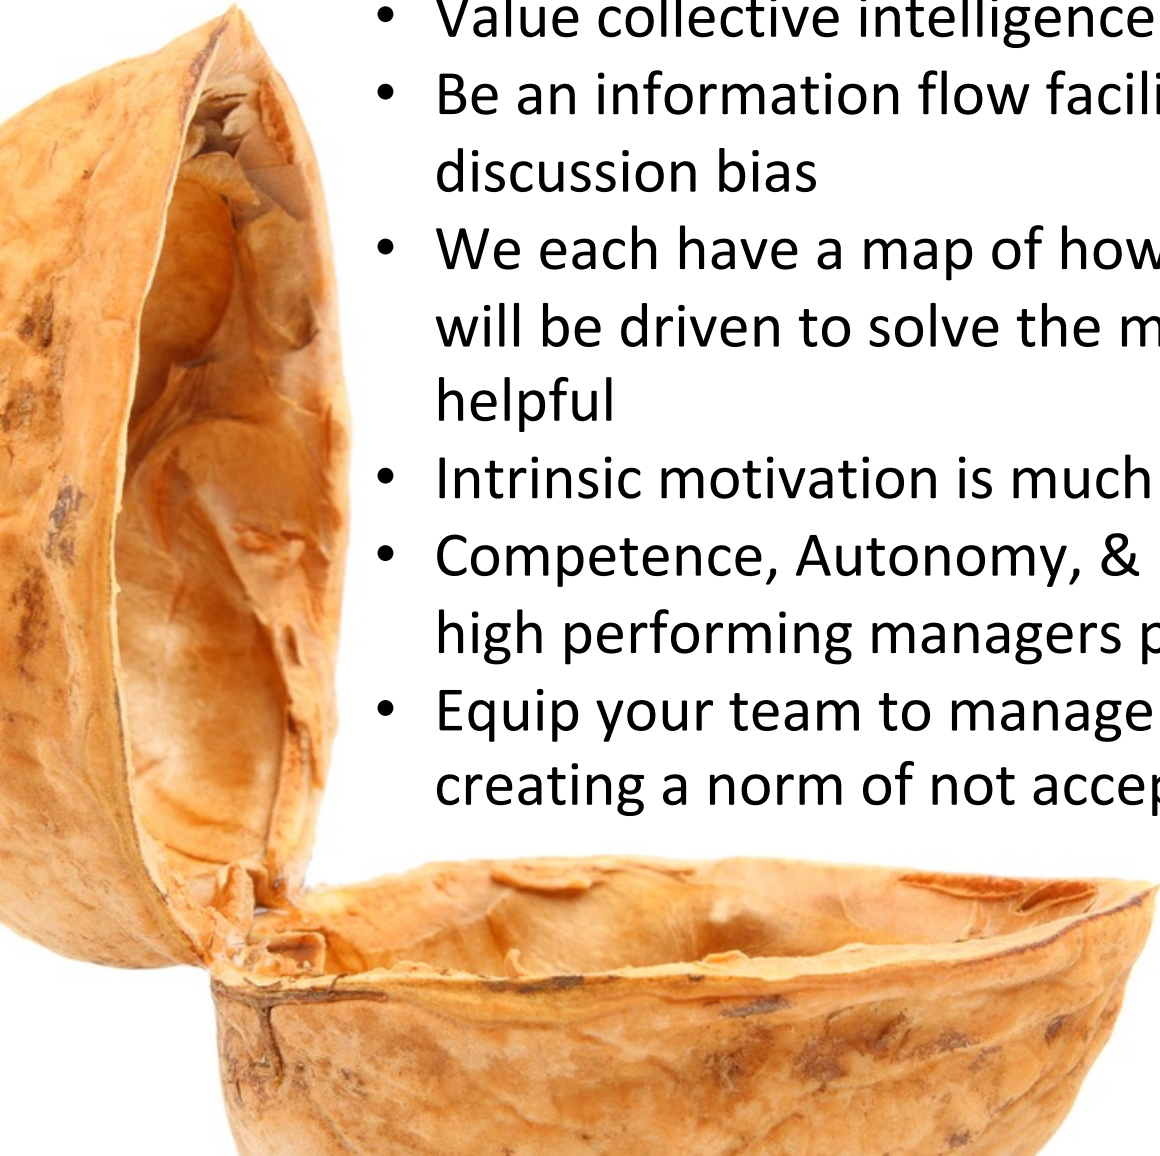 • Value collective intelligence
• Be an information flow facili
discussion bias
• We each have a map of how
will be driven to solve the m
helpful
• Intrinsic motivation is much
• Competence, Autonomy, &
high performing managers p
• Equip your team to manage
creating a norm of not accep